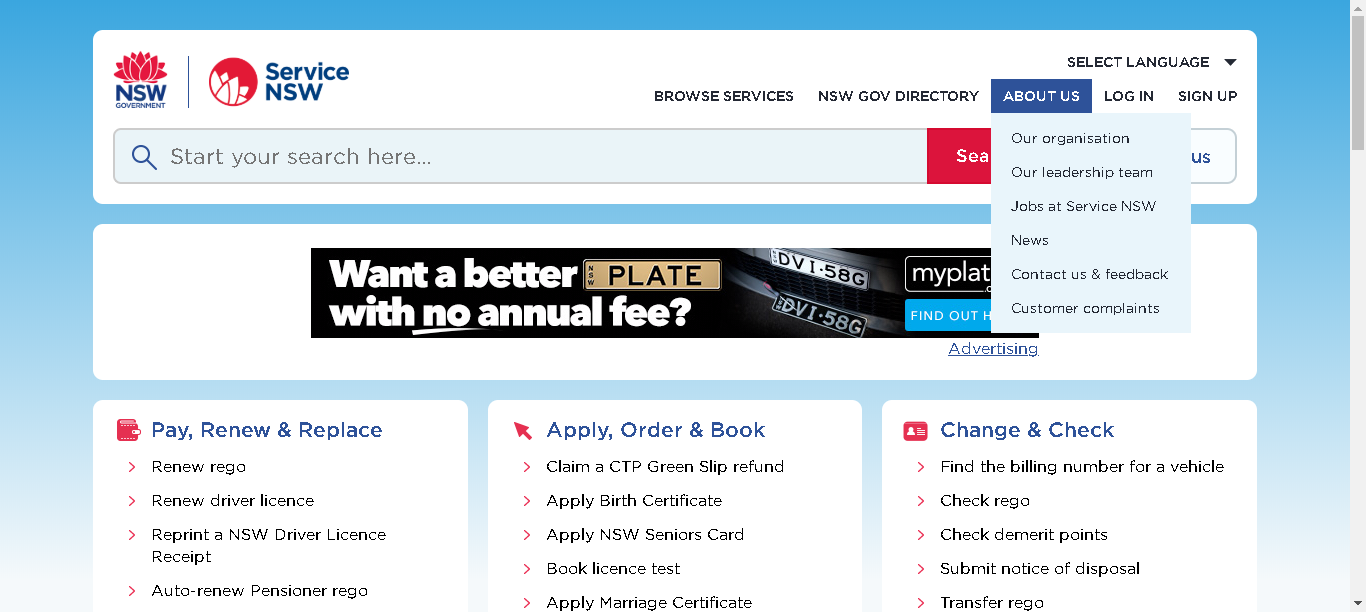 SELECT LANGUAGE
NSW
GOVERNMENT
Service
NSW
BROWSE SERVICES NSW GOV DIRECTORY ABOUT US LOG IN SIGN UP
Start your search here...
Sea
us
Our organisation
Our leadership team
Jobs at Service NSW
News
Contact us & feedback
Customer complaints
Want a better NSW PLATE
with no annual fee?
DVI·58G
DVI·58G
myplat
FIND OUT H
Advertising
Pay, Renew & Replace
Renew rego
Renew driver licence
Reprint a NSW Driver Licence
Receipt
Auto-renew Pensioner rego
Apply, Order & Book
Claim a CTP Green Slip refund
Apply Birth Certificate
Apply NSW Seniors Card
Book licence test
Apply Marriage Certificate
Change & Check
Find the billing number for a vehicle
Check rego
Check demerit points
Submit notice of disposal
Transfer rego